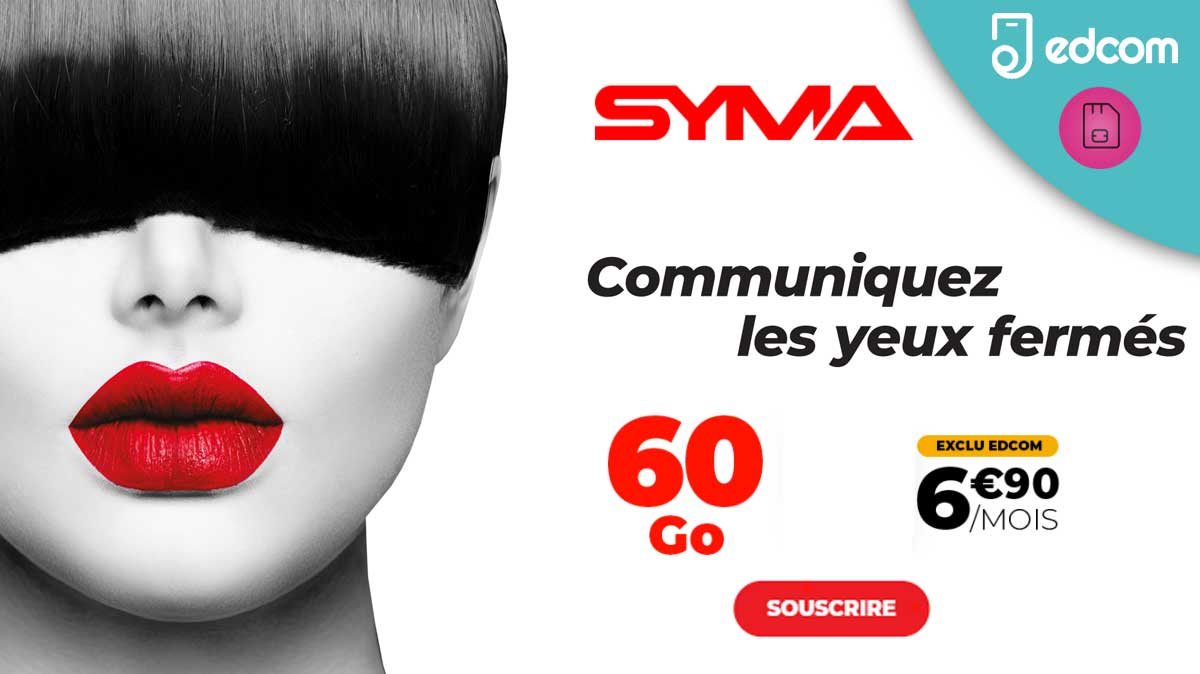 edcom
SYMA
Communiquez
les yeux fermés
60
Go
EXCLU EDCOM
6€90
/MOIS
SOUSCRIRE